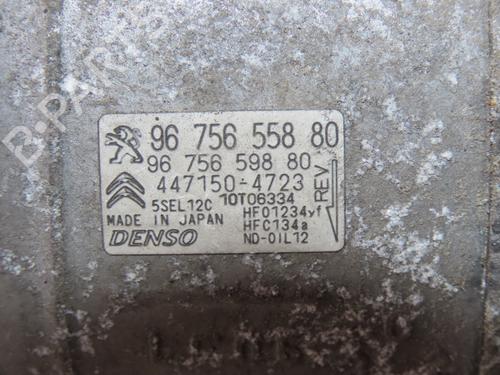 B-PARTS
96 756 558 80
96 756 598 80
447150-4723
5SEL12C 10T06334
MADE IN JAPAN
HFO1234yf
HFC134a
DENSO
ND-OIL12
REV